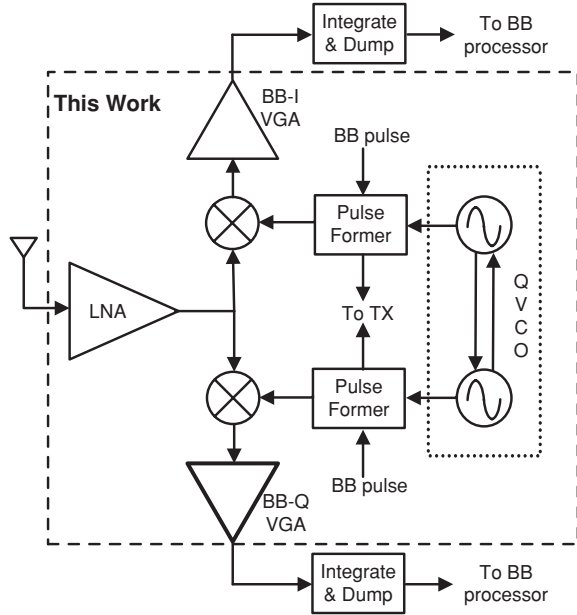 Integrate
& Dump
To BB
processor
This Work
BB-I
VGA
BB pulse
Pulse
Former
LNA
To TX
Q
V
C
O
Pulse
Former
BB pulse
BB-Q
VGA
Integrate
& Dump
To BB
processor